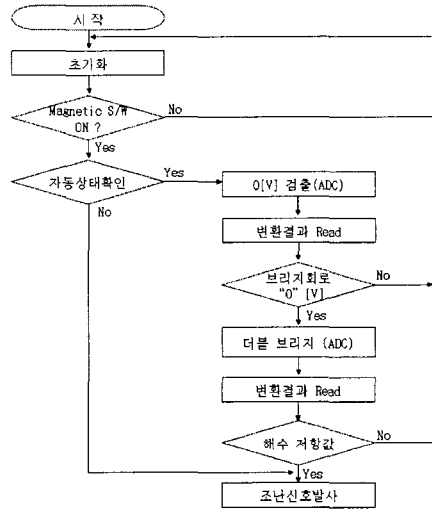 시 작
초기화
Magnetic S/W
ON ?
No
Yes
자동상태확인
Yes
No
0[V] 검출(ADC)
변환결과 Read
브리지회로
"0" [V]
No
Yes
더블 브리지 (ADC)
변환결과 Read
해수 저항값
No
Yes
조난신호발사